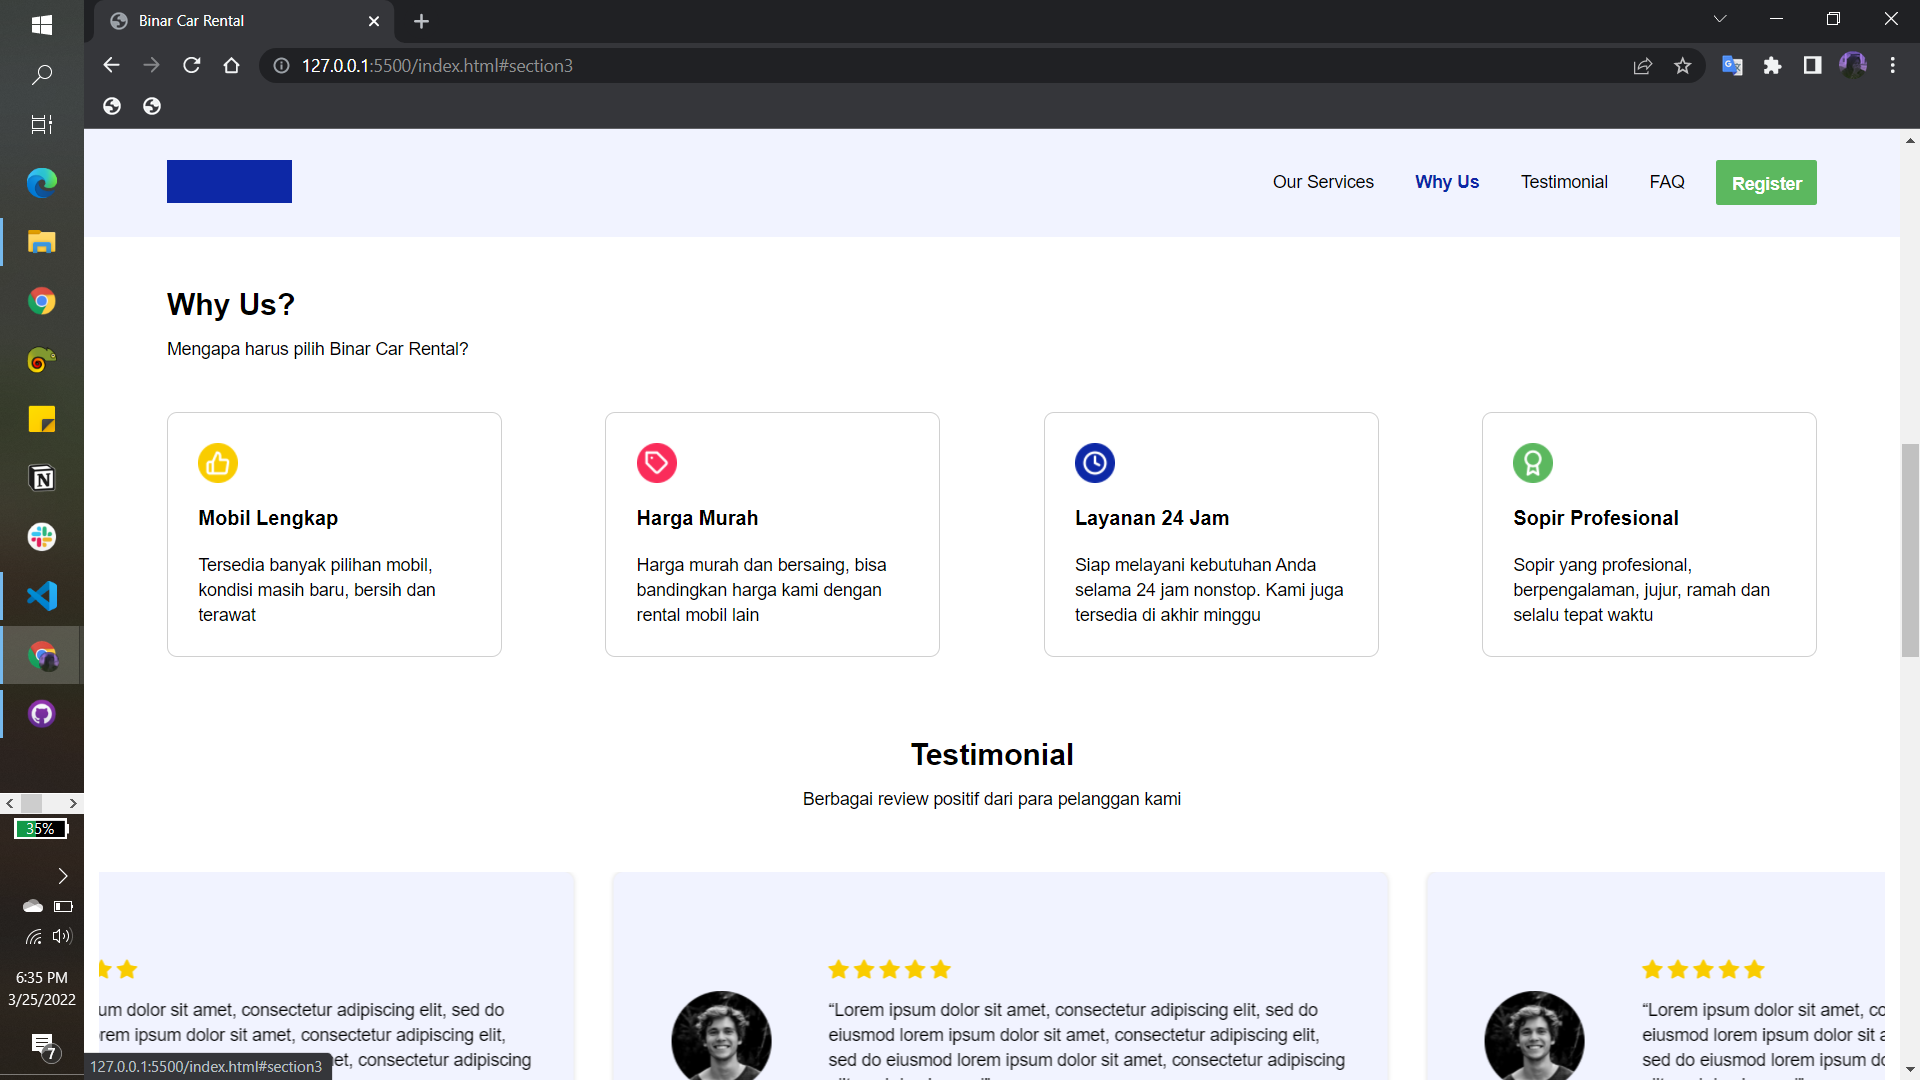 Binar Car Rental
127.0.0.1:5500/index.html#section3
Our Services
Why Us
Testimonial
FAQ
Register
Why Us?
Mengapa harus pilih Binar Car Rental?
Mobil Lengkap
Tersedia banyak pilihan mobil,
kondisi masih baru, bersih dan
terawat
Harga Murah
Harga murah dan bersaing, bisa
bandingkan harga kami dengan
rental mobil lain
Layanan 24 Jam
Siap melayani kebutuhan Anda
selama 24 jam nonstop. Kami juga
tersedia di akhir minggu
Sopir Profesional
Sopir yang profesional,
berpengalaman, jujur, ramah dan
selalu tepat waktu
Testimonial
Berbagai review positif dari para pelanggan kami
um dolor sit amet, consectetur adipiscing elit, sed do
rem ipsum dolor sit amet, consectetur adipiscing elit,
et, consectetur adipiscing
“Lorem ipsum dolor sit amet, consectetur adipiscing elit, sed do
eiusmod lorem ipsum dolor sit amet, consectetur adipiscing elit,
sed do eiusmod lorem ipsum dolor sit amet, consectetur adipiscing
“Lorem ipsum dolor sit amet, co
eiusmod lorem ipsum dolor sit a
sed do eiusmod lorem ipsum do
35%
6:35 PM
3/25/2022
7
127.0.0.1:5500/index.html#section3